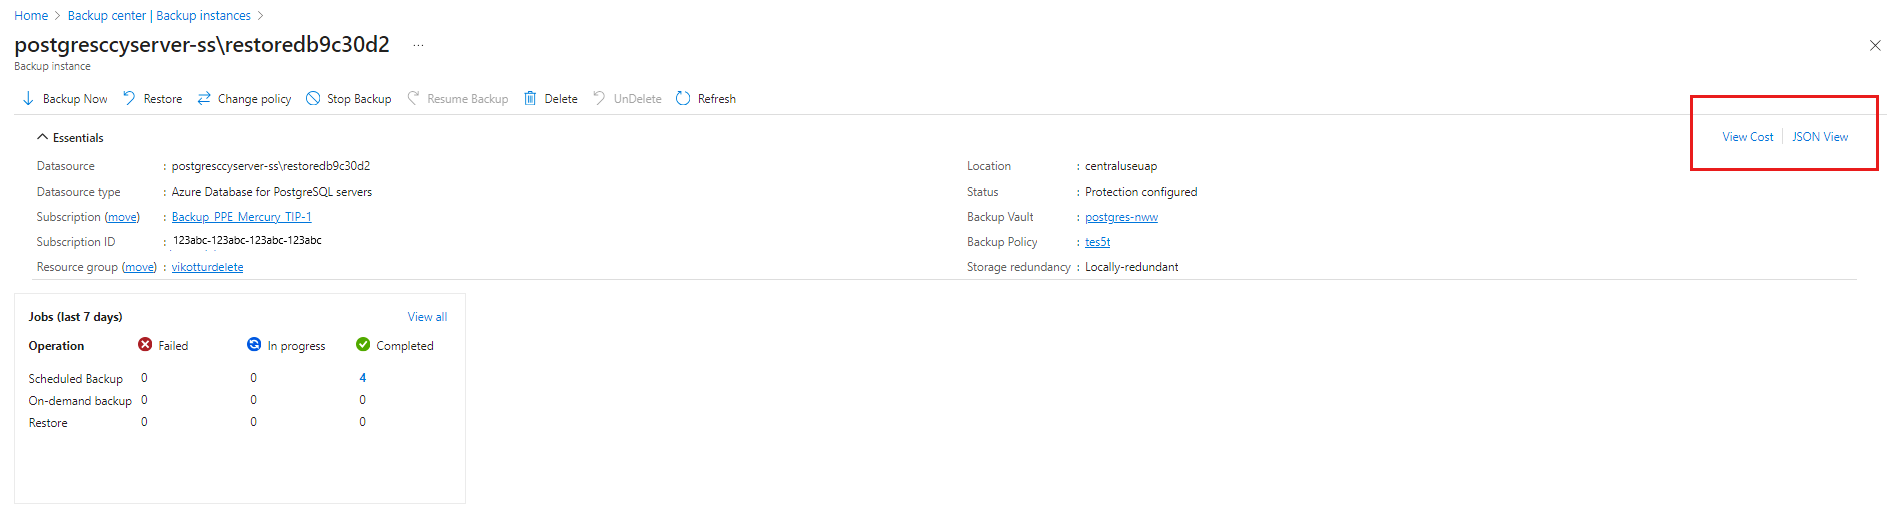 Home > Backup center | Backup instances >
postgresccyserver-ss\restoredb9c30d2 ...
Backup instance
Backup Now Restore Change policy Stop Backup Resume Backup Delete UnDelete Refresh
Essentials
View Cost JSON View
Datasource : postgresccyserver-ss\restoredb9c30d2
Datasource type : Azure Database for PostgreSQL servers
Subscription (move) : Backup_PPE_Mercury_TIP-1
Subscription ID : 123abc-123abc-123abc-123abc
Resource group (move) : vikotturdelete
Location : centraluseuap
Status : Protection configured
Backup Vault : postgres-nww
Backup Policy : tes5t
Storage redundancy : Locally-redundant
Jobs (last 7 days) View all
Operation Failed In progress Completed
Scheduled Backup 0 0 4
On-demand backup 0 0 0
Restore 0 0 0